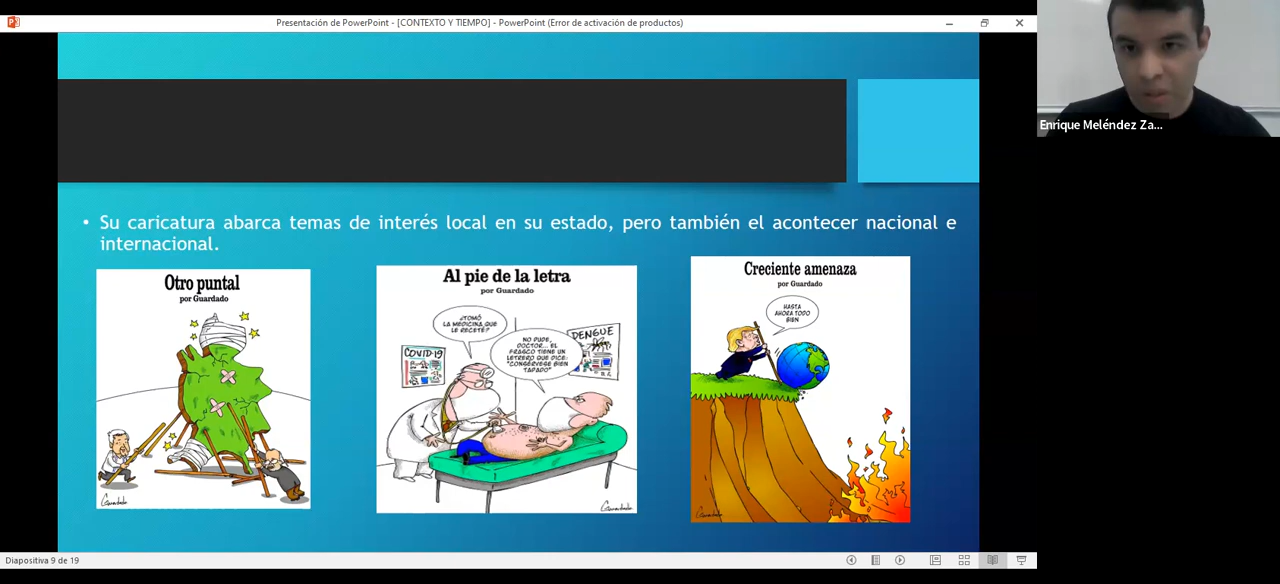 Presentación de PowerPoint - [CONTEXTO Y TIEMPO] - PowerPoint (Error de activación de productos)
Enrique Meléndez Za...
• Su caricatura abarca temas de interés local en su estado, pero también el acontecer nacional e
internacional.
Otro puntal
por Guardado
Guardado
Al pie de la letra
por Guardado
¿TOMÓ
LA MEDICINA QUE
LE RECETÉ?
NO PUDE,
DOCTOR... EL
FRASCO TIENE UN
LETRERO QUE DICE:
"CONSÉRVESE BIEN
TAPADO"
COVID-19
DENGUE
Guardado
Creciente amenaza
por Guardado
HASTA
AHORA TODO
BIEN
Guardado
Diapositiva 9 de 19